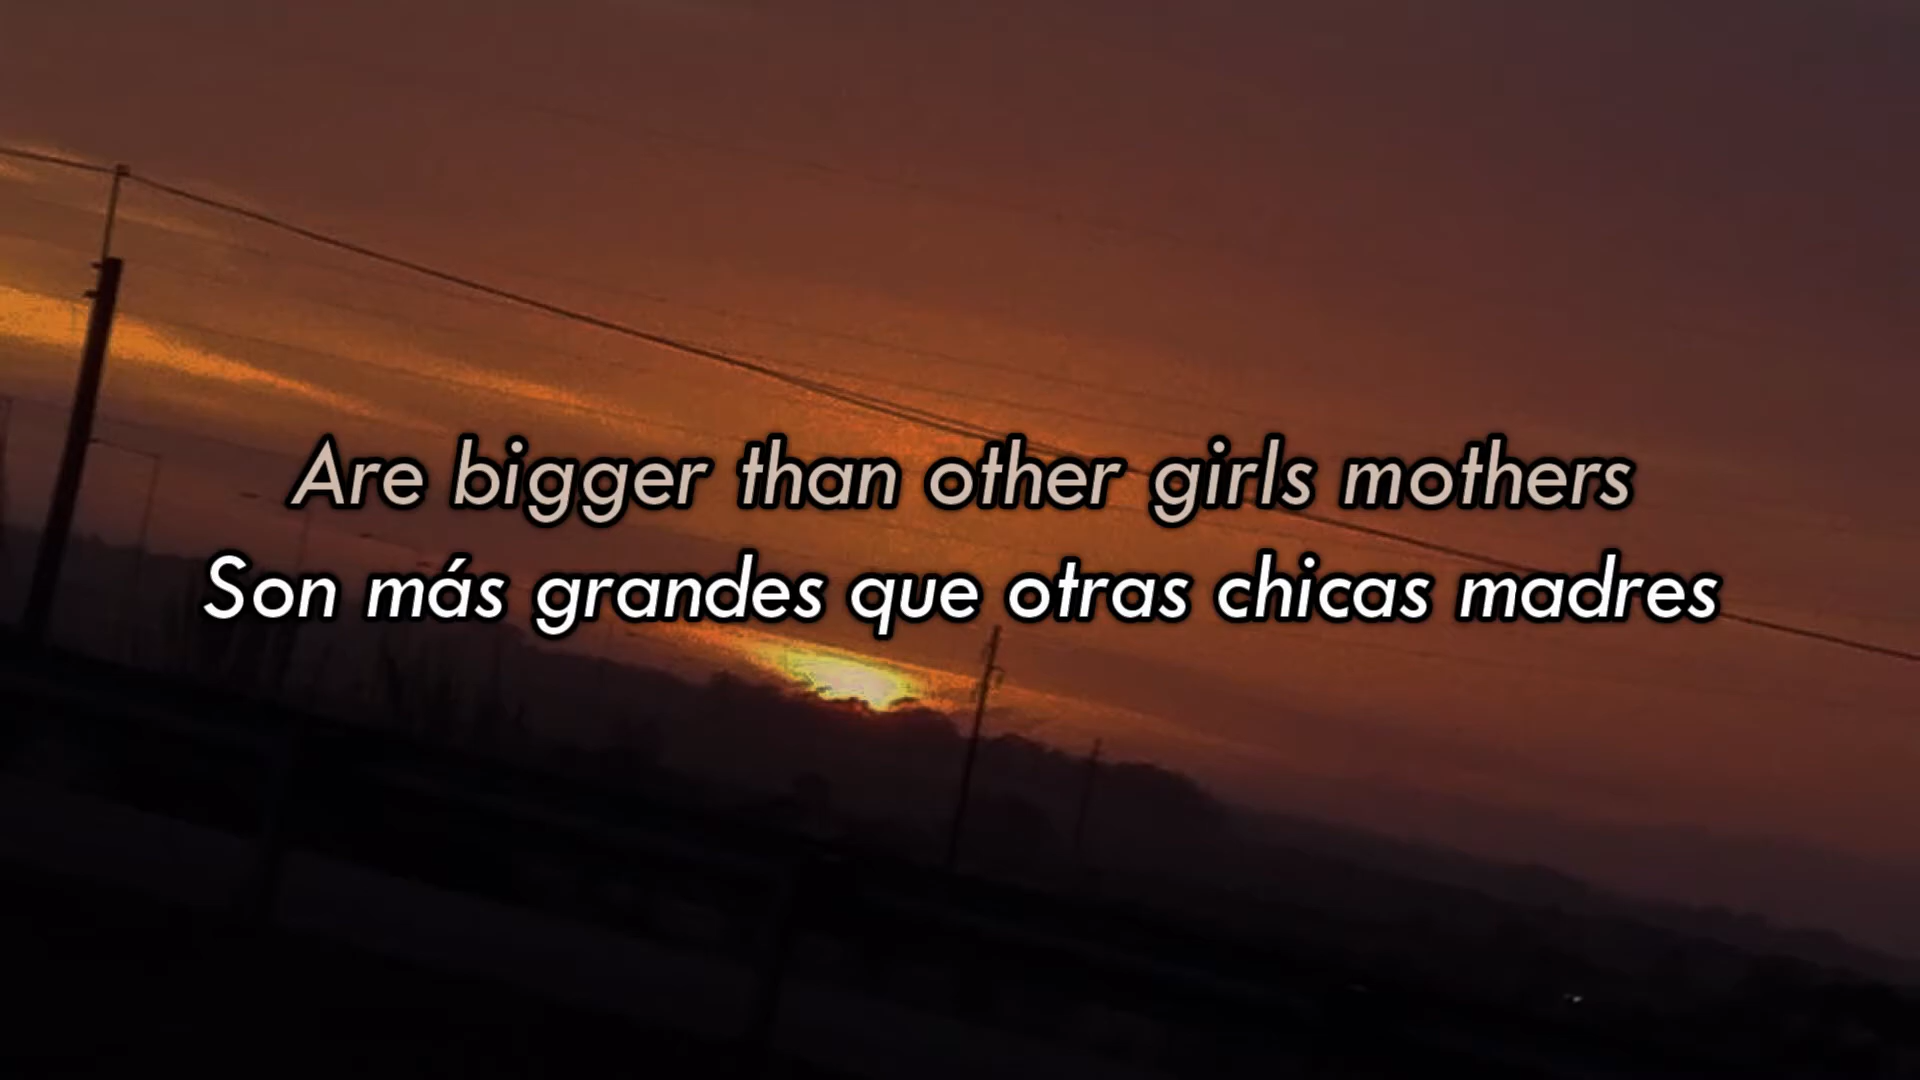 Are bigger than other girls mothers
Son más grandes que otras chicas madres